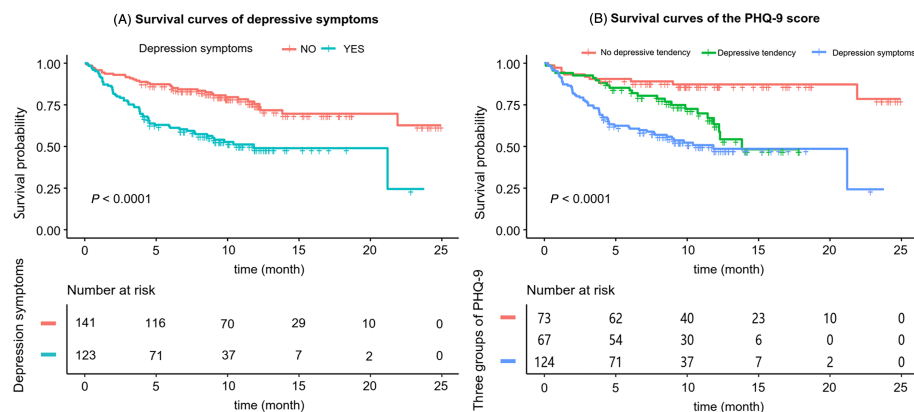 (A) Survival curves of depressive symptoms
Depression symptoms NO YES
Survival probability
1.00
0.75
0.50
0.25
0.00
P < 0.0001
0 5 10 15 20 25
time (month)
Number at risk
Depression symptoms
141 116 70 29 10 0
123 71 37 7 2 0
0 5 10 15 20 25
time (month)
(B) Survival curves of the PHQ-9 score
No depressive tendency Depressive tendency Depression symptoms
Survival probability
1.00
0.75
0.50
0.25
0.00
P < 0.0001
0 5 10 15 20 25
time (month)
Number at risk
Three groups of PHQ-9
73 62 40 23 10 0
67 54 30 6 0 0
124 71 37 7 2 0
0 5 10 15 20 25
time (month)